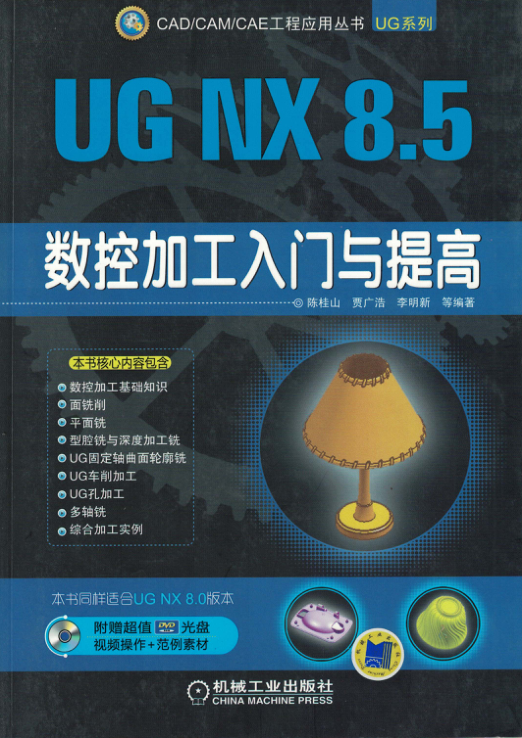 CAD/CAM/CAE工程应用丛书 UG系列
UG NX 8.5
数控加工入门与提高
◎ 陈桂山 贾广浩 李明新 等编著
本书核心内容包含
数控加工基础知识
面铣削
平面铣
型腔铣与深度加工铣
UG固定轴曲面轮廓铣
UG车削加工
UG孔加工
多轴铣
综合加工实例
本书同样适合UG NX 8.0版本
附赠超值 DVD 光盘
视频操作+范例素材
机械工业出版社
CHINA MACHINE PRESS